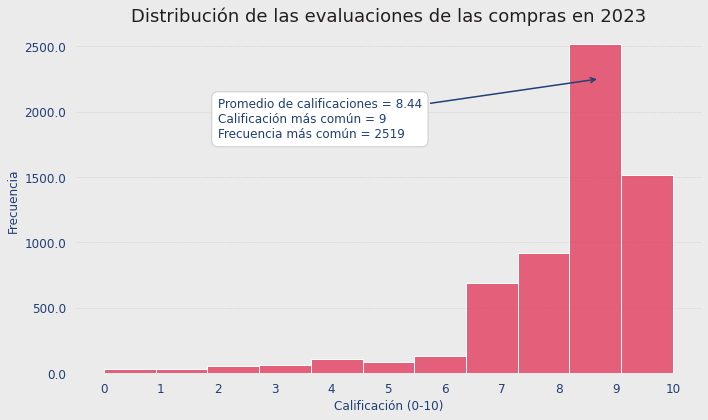 Distribución de las evaluaciones de las compras en 2023
2500.0
2000.0
1500.0
1000.0
500.0
0.0
Frecuencia
Promedio de calificaciones = 8.44
Calificación más común = 9
Frecuencia más común = 2519
0 1 2 3 4 5 6 7 8 9 10
Calificación (0-10)